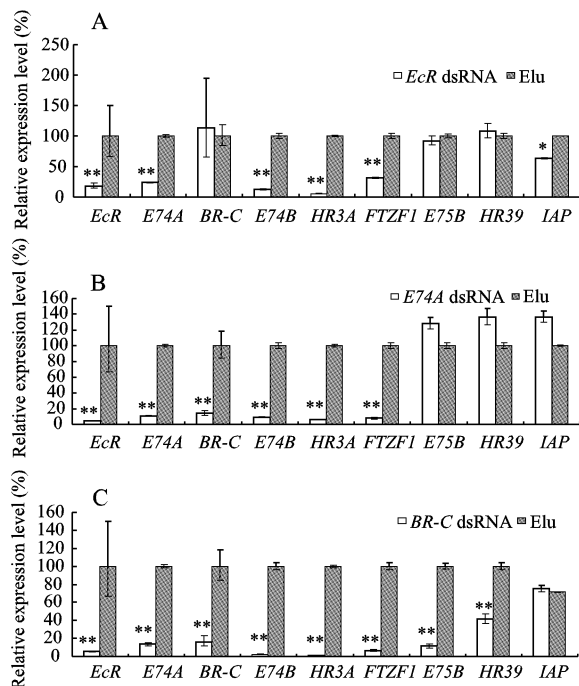 A
Relative expression level (%)
250
200
150
100
50
0
EcR dsRNA Elu
** ** ** ** ** *
EcR E74A BR-C E74B HR3A FTZF1 E75B HR39 IAP
B
Relative expression level (%)
160
140
120
100
80
60
40
20
0
E74A dsRNA Elu
** ** ** ** ** **
EcR E74A BR-C E74B HR3A FTZF1 E75B HR39 IAP
C
Relative expression level (%)
160
140
120
100
80
60
40
20
0
BR-C dsRNA Elu
** ** ** ** ** ** ** **
EcR E74A BR-C E74B HR3A FTZF1 E75B HR39 IAP